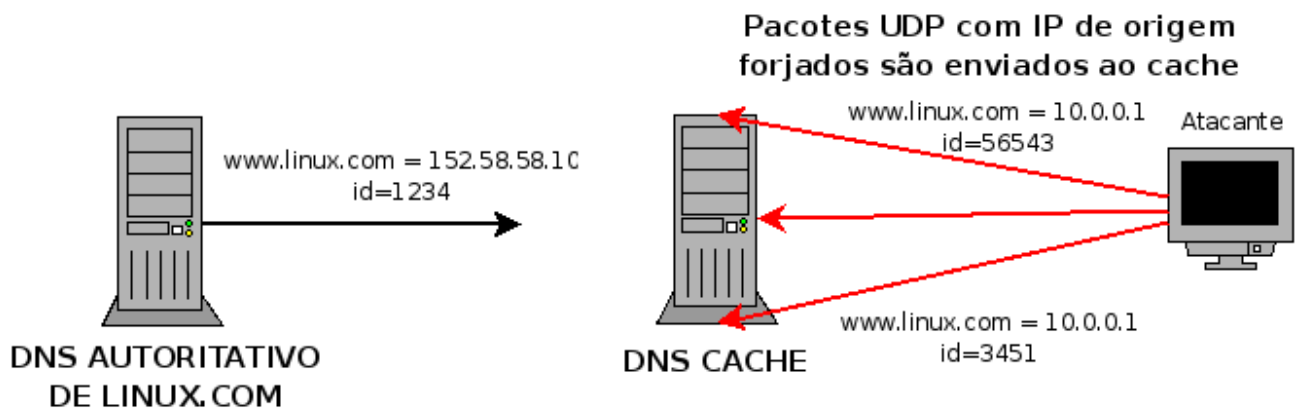 Pacotes UDP com IP de origem
forjados são enviados ao cache
www.linux.com = 152.58.58.10
id=1234
www.linux.com = 10.0.0.1
id=56543
Atacante
www.linux.com = 10.0.0.1
id=3451
DNS AUTORITATIVO
DE LINUX.COM
DNS CACHE